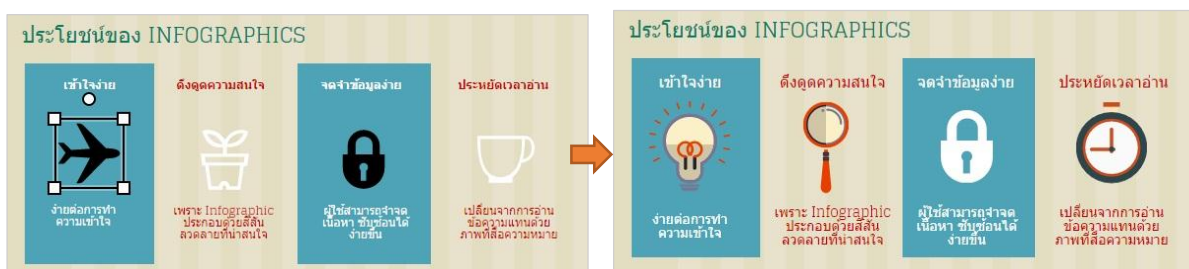 ประโยชน์ของ INFOGRAPHICS
เข้าใจง่าย
ง่ายต่อการทำ
ความเข้าใจ
ดึงดูดความสนใจ
เพราะ Infographic
ประกอบด้วยสีสัน
ลวดลายที่น่าสนใจ
จดจำข้อมูลง่าย
ผู้ใช้สามารถจำจด
เนื้อหา ซับซ้อนได้
ง่ายขึ้น
ประหยัดเวลาอ่าน
เปลี่ยนจากการอ่าน
ข้อความแทนด้วย
ภาพที่สื่อความหมาย
ประโยชน์ของ INFOGRAPHICS
เข้าใจง่าย
ง่ายต่อการทำ
ความเข้าใจ
ดึงดูดความสนใจ
เพราะ Infographic
ประกอบด้วยสีสัน
ลวดลายที่น่าสนใจ
จดจำข้อมูลง่าย
ผู้ใช้สามารถจำจด
เนื้อหา ซับซ้อนได้
ง่ายขึ้น
ประหยัดเวลาอ่าน
เปลี่ยนจากการอ่าน
ข้อความแทนด้วย
ภาพที่สื่อความหมาย